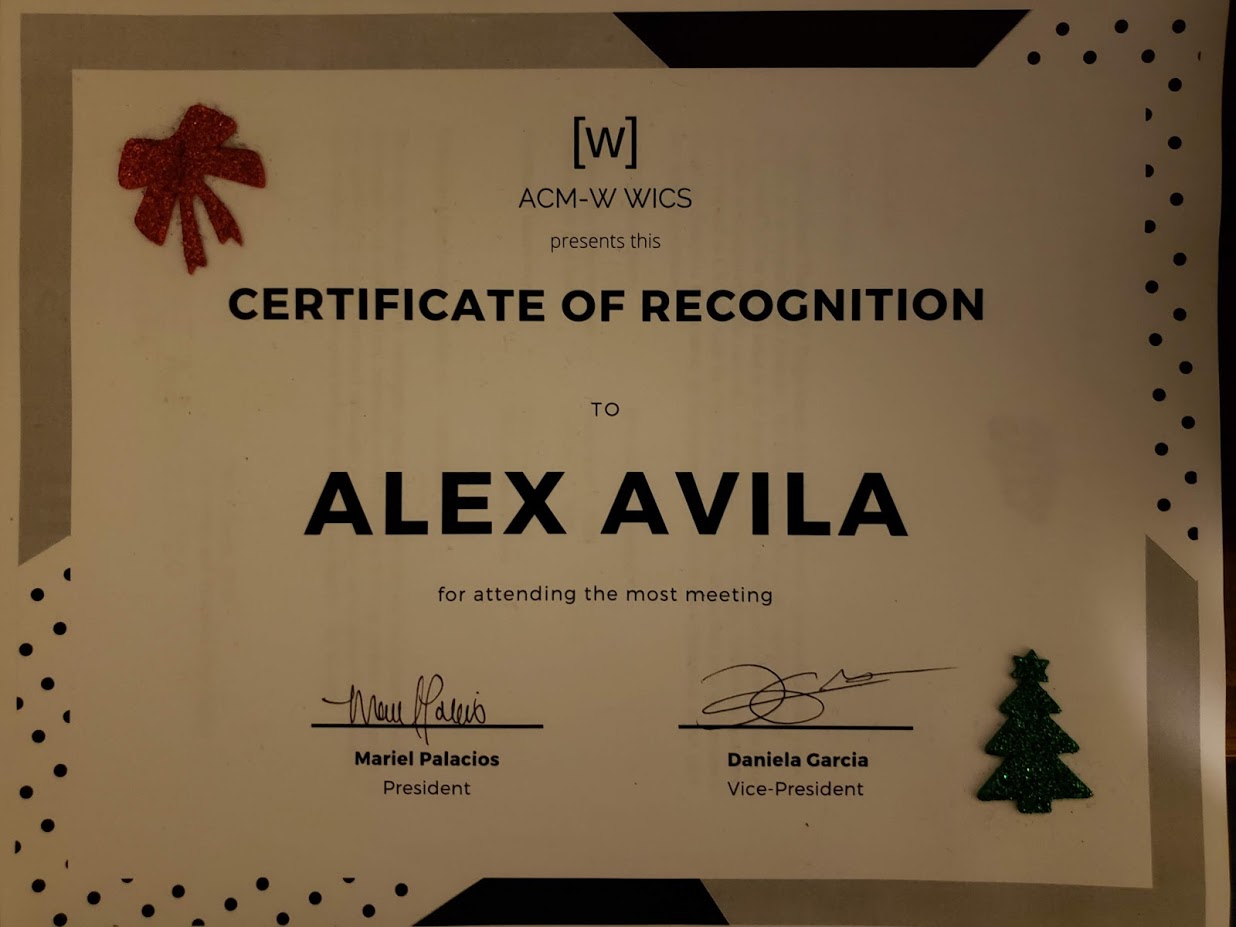 [W]
ACM-W WICS
presents this
CERTIFICATE OF RECOGNITION
TO
ALEX AVILA
for attending the most meeting
Mariel Palacios
Mariel Palacios Daniela Garcia
President Vice-President